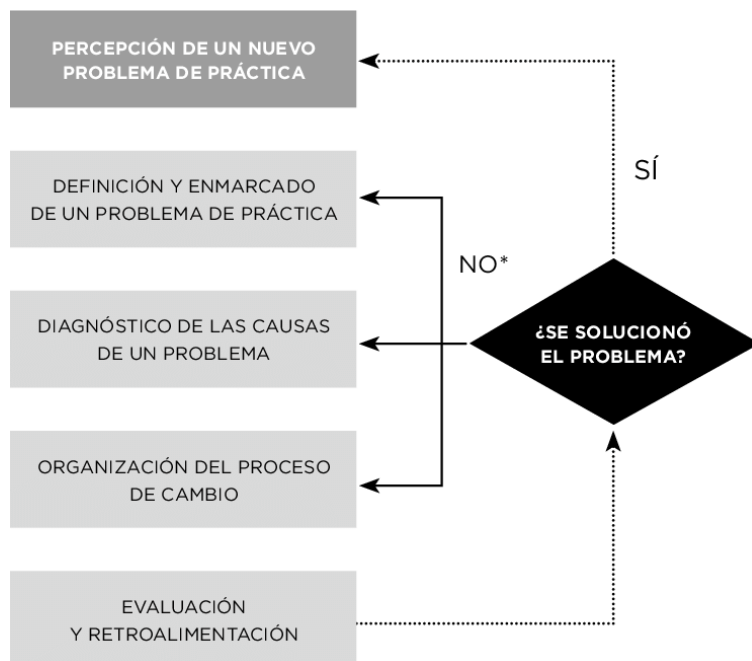 PERCEPCIÓN DE UN NUEVO
PROBLEMA DE PRÁCTICA
SÍ
DEFINICIÓN Y ENMARCADO
DE UN PROBLEMA DE PRÁCTICA
NO*
DIAGNÓSTICO DE LAS CAUSAS
DE UN PROBLEMA
¿SE SOLUCIONÓ
EL PROBLEMA?
ORGANIZACIÓN DEL PROCESO
DE CAMBIO
EVALUACIÓN
Y RETROALIMENTACIÓN